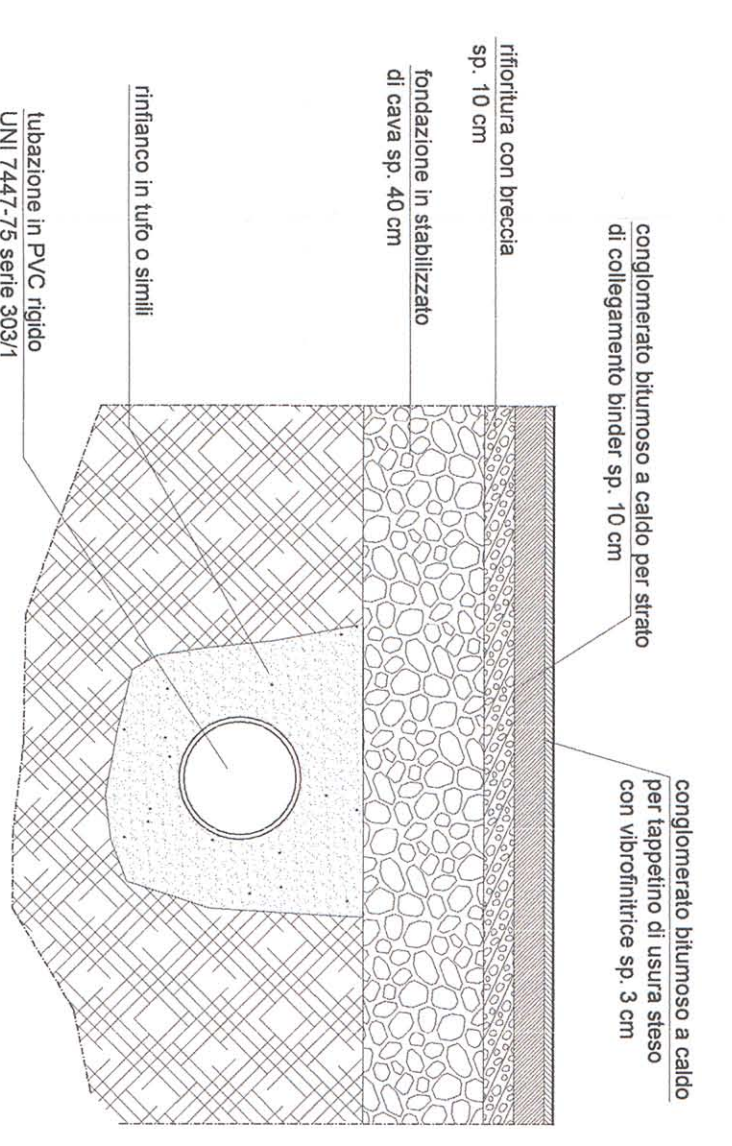 conglomerato bitumoso a caldo
per tappetino di usura steso
con vibrofinitrice sp. 3 cm
conglomerato bitumoso a caldo per strato
di collegamento binder sp. 10 cm
rifioritura con breccia
sp. 10 cm
fondazione in stabilizzato
di cava sp. 40 cm
rinfianco in tufo o simili
tubazione in PVC rigido
UNI 7447-75 serie 303/1